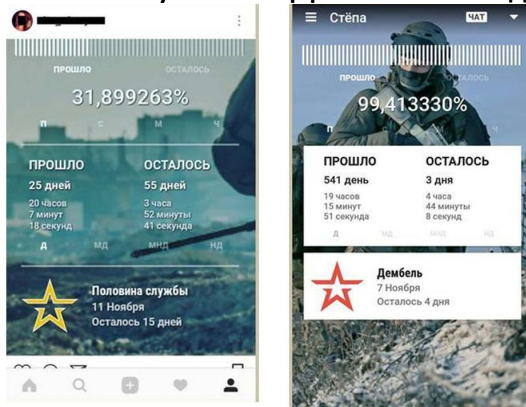 ПРОШЛО
ОСТАЛОСЬ
31,899263%
П
С
М
Ч
ПРОШЛО
ОСТАЛОСЬ
25 дней
55 дней
20 часов
3 часа
7 минут
52 минуты
18 секунд
41 секунда
Д
МД
МНД
НД
Половина службы
11 Ноября
Осталось 15 дней
Стёпа
ЧАТ
ПРОШЛО
ОСТАЛОСЬ
99,413330%
П
Ч
ПРОШЛО
ОСТАЛОСЬ
541 день
3 дня
19 часов
4 часа
15 минут
44 минуты
51 секунда
8 секунд
Д
МД
МНД
НД
Дембель
7 Ноября
Осталось 4 дня